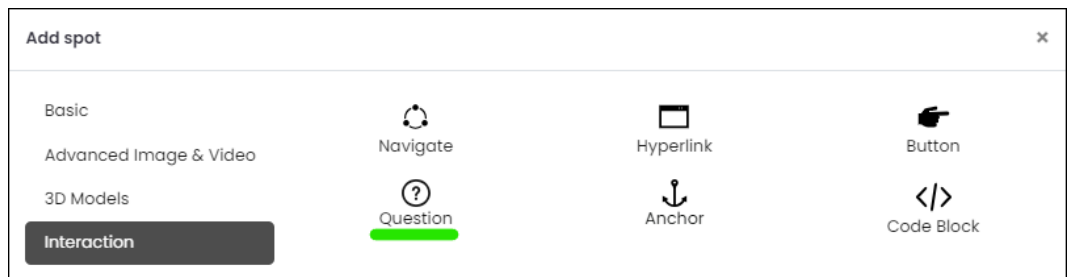 Add spot
Basic
Advanced Image & Video
3D Models
Interaction
Navigate
Hyperlink
Button
Question
Anchor
Code Block